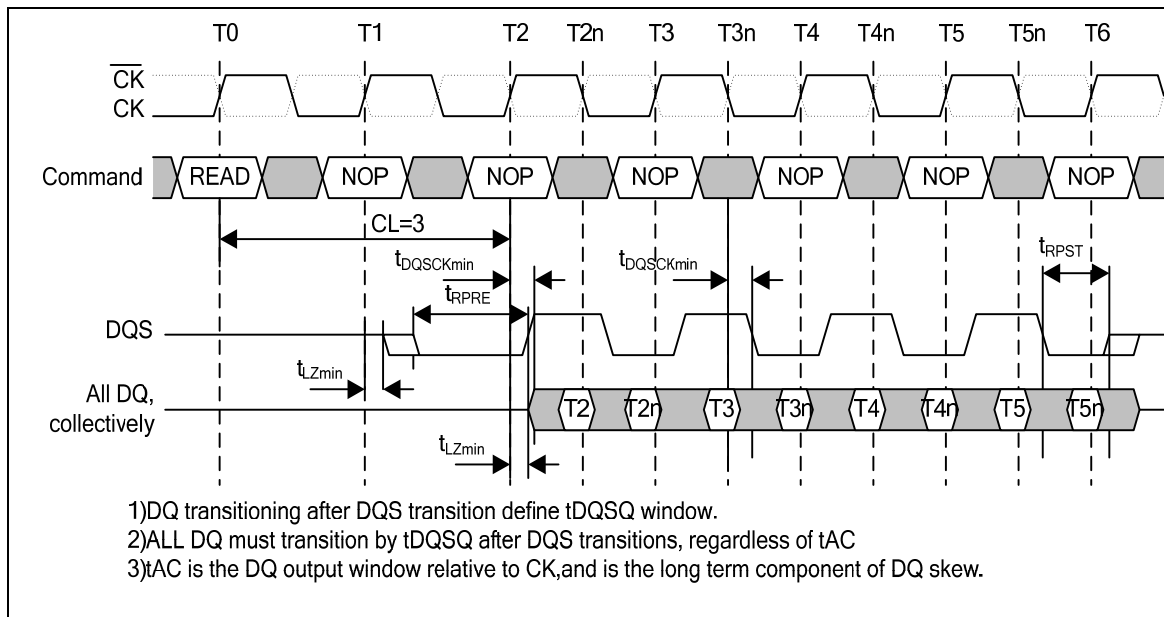 T0 T1 T2 T2n T3 T3n T4 T4n T5 T5n T6
CK
CK
Command READ NOP NOP NOP NOP NOP NOP
CL=3
tDQSCKmin tDQSCKmin tRPST
tRPRE
DQS
tLZmin
All DQ,
collectively
T2 T2n T3 T3n T4 T4n T5 T5n
tLZmin
1)DQ transitioning after DQS transition define tDQSQ window.
2)ALL DQ must transition by tDQSQ after DQS transitions, regardless of tAC
3)tAC is the DQ output window relative to CK,and is the long term component of DQ skew.